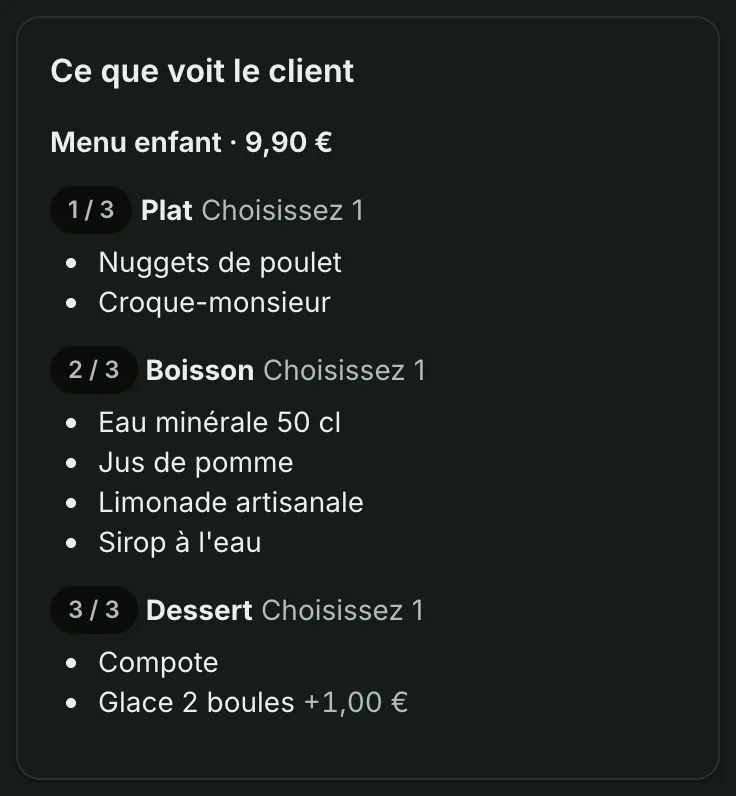 Ce que voit le client
Menu enfant · 9,90 €
1 / 3 Plat Choisissez 1
• Nuggets de poulet
• Croque-monsieur
2 / 3 Boisson Choisissez 1
• Eau minérale 50 cl
• Jus de pomme
• Limonade artisanale
• Sirop à l'eau
3 / 3 Dessert Choisissez 1
• Compote
• Glace 2 boules +1,00 €